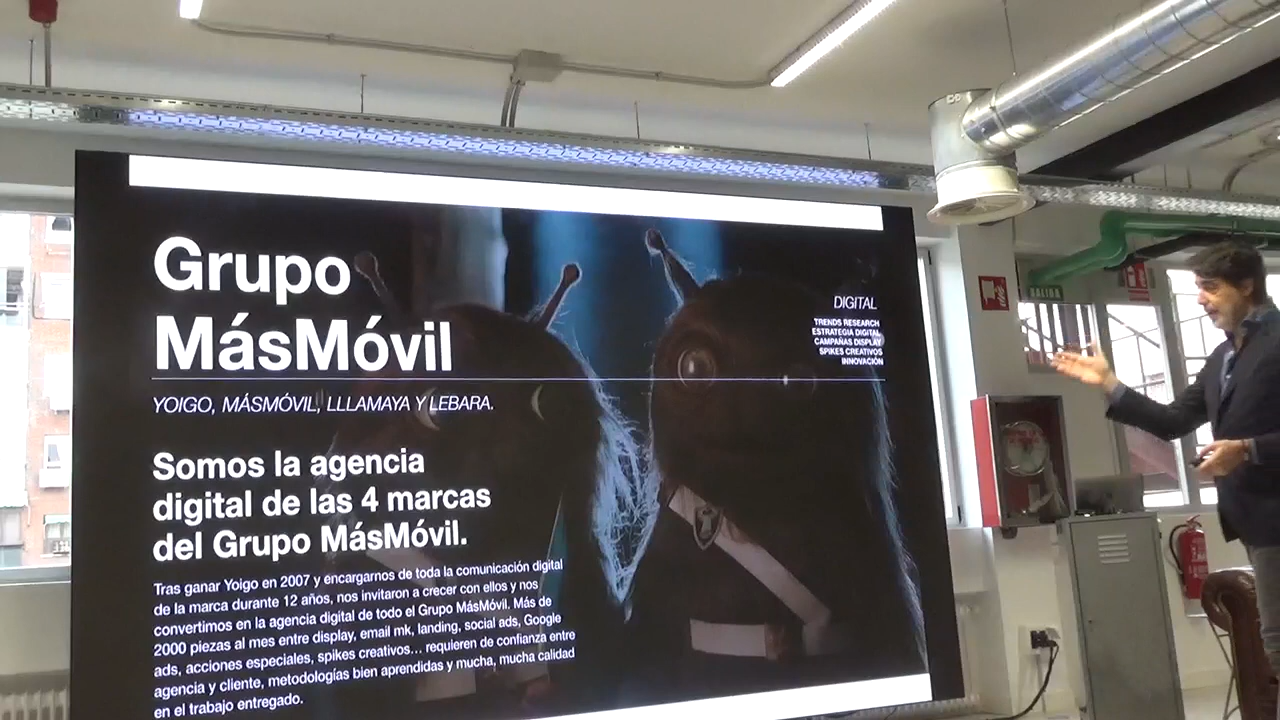 Grupo
MásMóvil
YOIGO, MÁSMÓVIL, LLLAMAYA Y LEBARA.
Somos la agencia
digital de las 4 marcas
del Grupo MásMóvil.
Tras ganar Yoigo en 2007 y encargarnos de toda la comunicación digital
de la marca durante 12 años, nos invitaron a crecer con ellos y nos
convertimos en la agencia digital de todo el Grupo MásMóvil. Más de
2000 piezas al mes entre display, email mk, landing, social ads, Google
ads, acciones especiales, spikes creativos... requieren de confianza entre
agencia y cliente, metodologías bien aprendidas y mucha, mucha calidad
en el trabajo entregado.
DIGITAL
TRENDS RESEARCH
ESTRATEGIA DIGITAL
CAMPAÑAS DISPLAY
SPIKES CREATIVOS
INNOVACIÓN
SALIDA